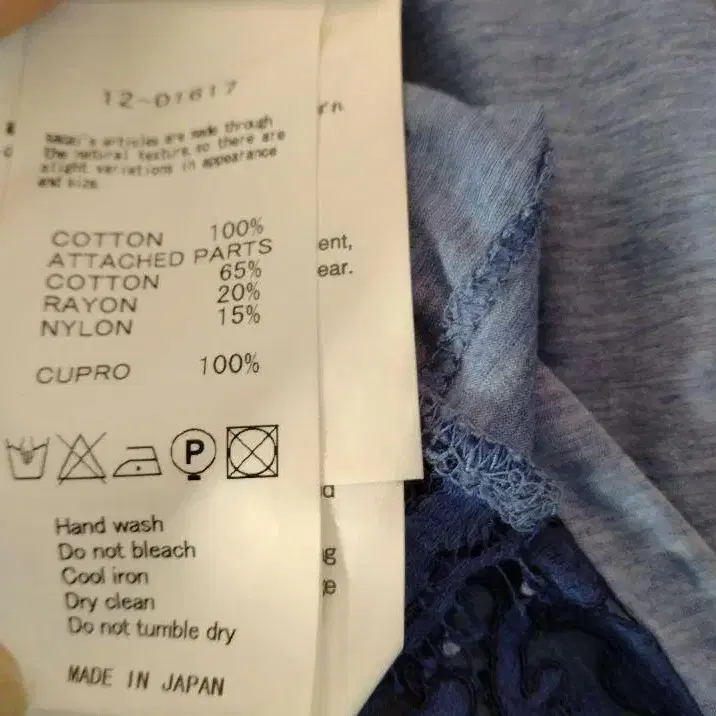 12-01617
articles are made through
the natural texture, so there are
slight variations in appearance
and size.
COTTON 100%
ATTACHED PARTS
COTTON 65%
RAYON 20%
NYLON 15%
CUPRO 100%
P
Hand wash
Do not bleach
Cool iron
Dry clean
Do not tumble dry
MADE IN JAPAN
ent,
ear.